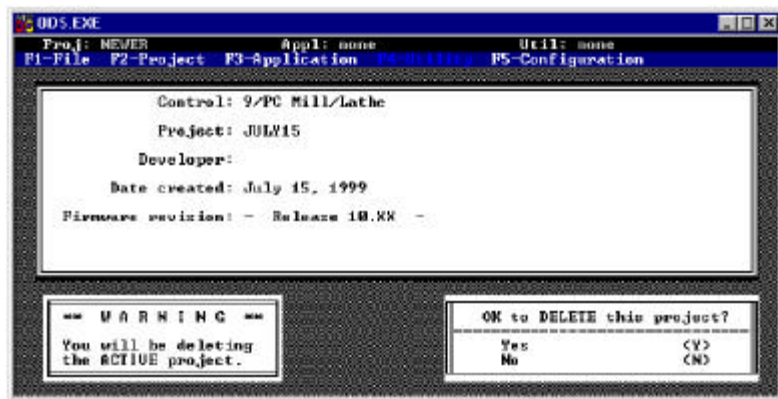 ODS.EXE
Proj: NEWER Appl: none Util: none
F1-File F2-Project F3-Application F4-Utility F5-Configuration
Control: 9/PC Mill/Lathe
Project: JULY15
Developer:
Date created: July 15, 1999
Firmware revision: - Release 10.XX -
== W A R N I N G ==
You will be deleting
the ACTIVE project.
OK to DELETE this project?
Yes (Y)
No (N)